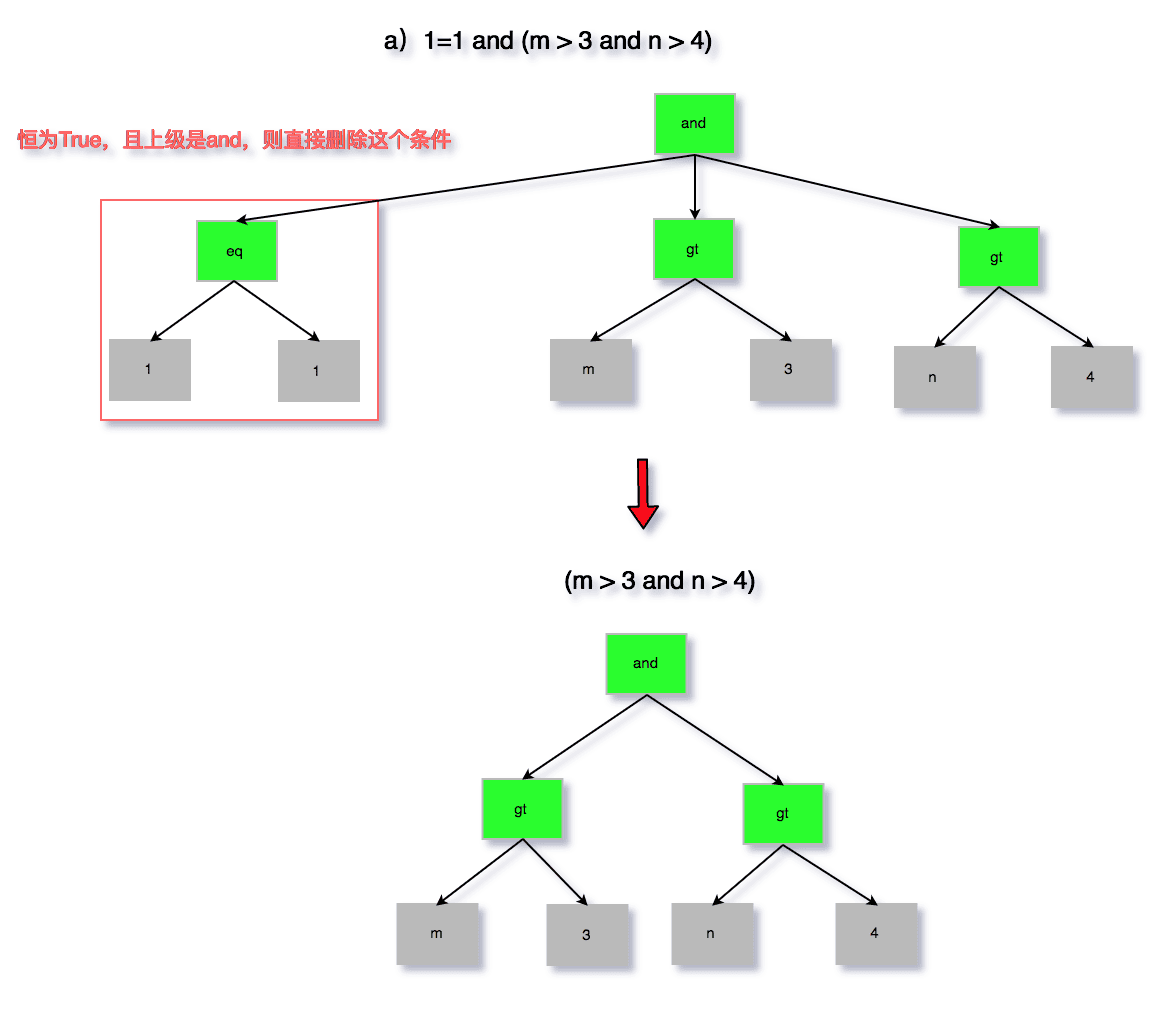 a）1=1 and (m > 3 and n > 4)
and
恒为True，且上级是and，则直接删除这个条件
eq
gt
gt
1
1
m
3
n
4
(m > 3 and n > 4)
and
gt
gt
m
3
n
4